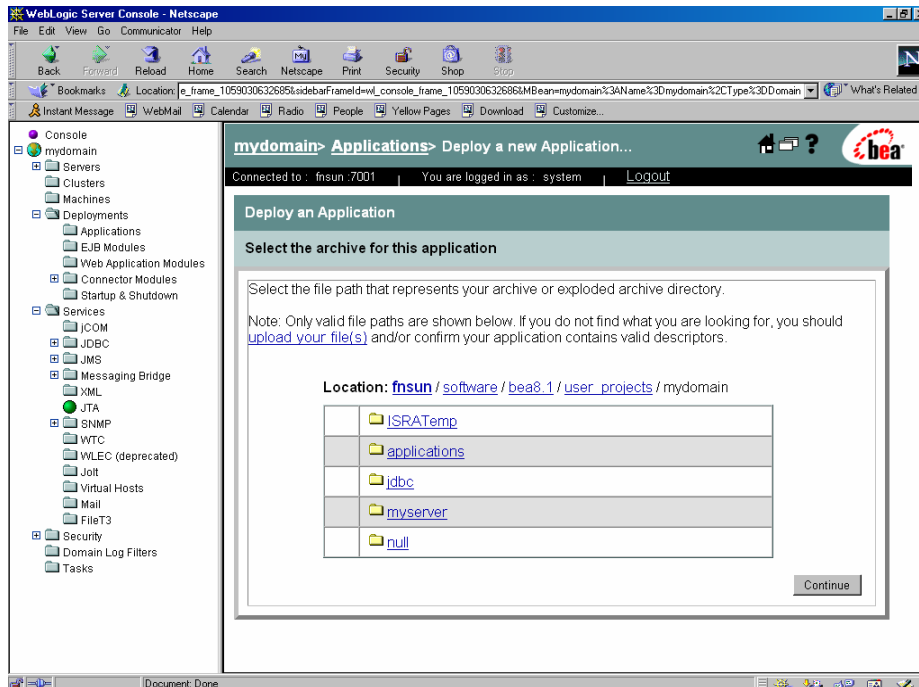 WebLogic Server Console - Netscape
File Edit View Go Communicator Help
Back Forward Reload Home Search Netscape Print Security Shop Stop
Bookmarks Location: e_frame_1059030632685&sidebarFrameId=wl_console_frame_1059030632686&MBean=mydomain%3AName%3Dmydomain%2CType%3DDomain What's Related
Instant Message WebMail Calendar Radio People Yellow Pages Download Customize...
Console
mydomain
Servers
Clusters
Machines
Deployments
Applications
EJB Modules
Web Application Modules
Connector Modules
Startup & Shutdown
Services
jCOM
JDBC
JMS
Messaging Bridge
XML
JTA
SNMP
WTC
WLEC (deprecated)
Jolt
Virtual Hosts
Mail
FileT3
Security
Domain Log Filters
Tasks
mydomain> Applications> Deploy a new Application...
bea
Connected to : fnsun :7001 | You are logged in as : system | Logout
Deploy an Application
Select the archive for this application
Select the file path that represents your archive or exploded archive directory.
Note: Only valid file paths are shown below. If you do not find what you are looking for, you should
upload your file(s) and/or confirm your application contains valid descriptors.
Location: fnsun / software / bea8.1 / user_projects / mydomain
ISRATemp
applications
jdbc
myserver
null
Continue
Document: Done